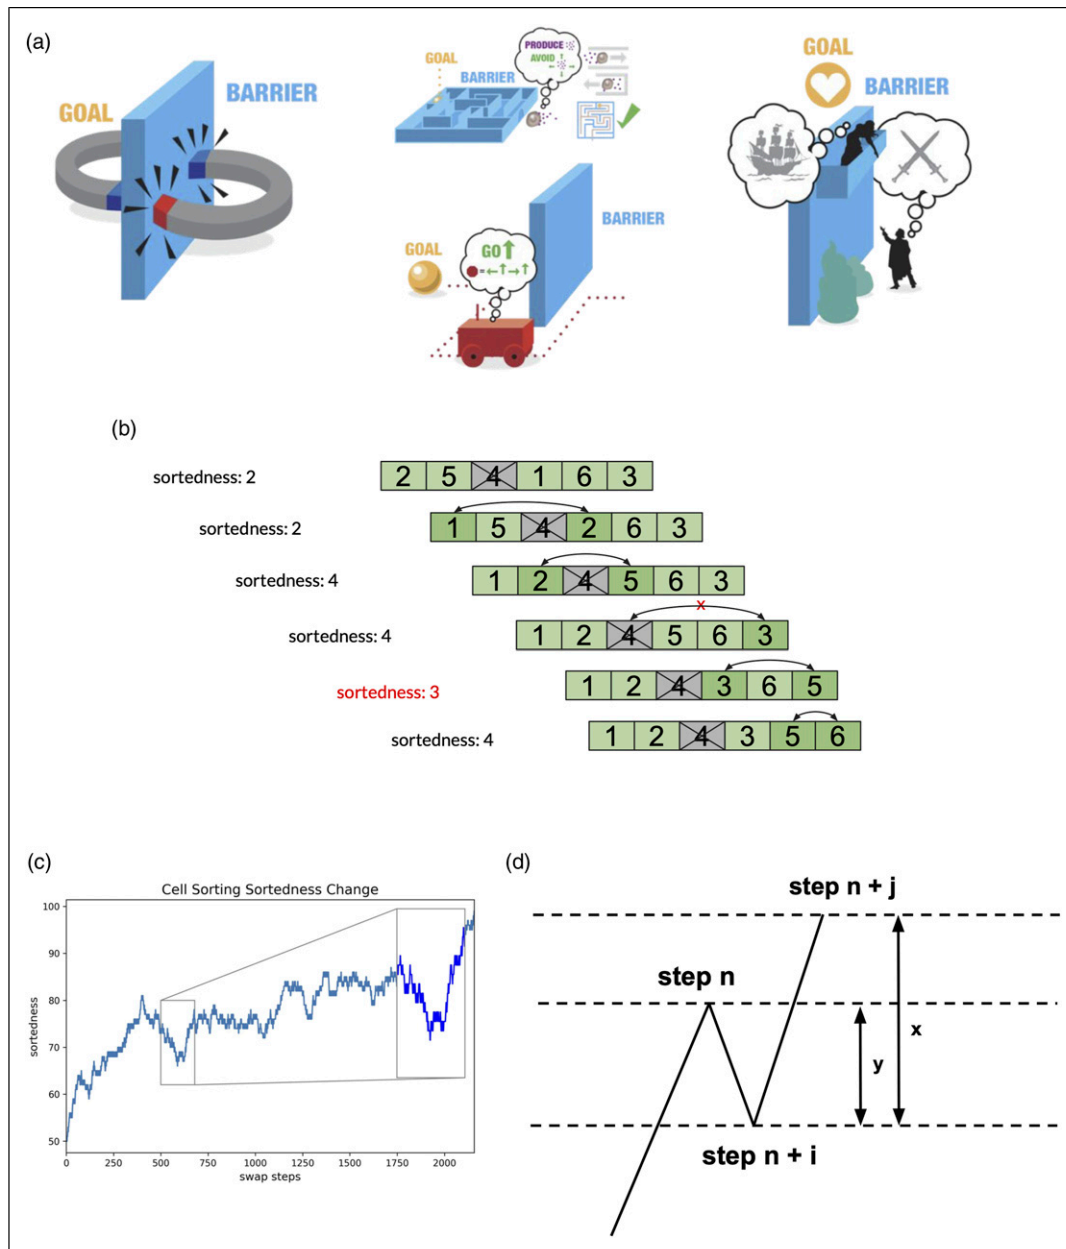 (a)
GOAL
BARRIER
GOAL
BARRIER
PRODUCE
AVOID
GOAL
BARRIER
GO
=
BARRIER
GOAL
BARRIER
(b)
sortedness: 2
2 5 4 1 6 3
sortedness: 2
1 5 4 2 6 3
sortedness: 4
1 2 4 5 6 3
x
sortedness: 4
1 2 4 5 6 3
sortedness: 3
1 2 4 3 6 5
sortedness: 4
1 2 4 3 5 6
(c)
Cell Sorting Sortedness Change
100
90
80
70
60
50
sortedness
0 250 500 750 1000 1250 1500 1750 2000
swap steps
(d)
step n + j
step n
x
y
step n + i